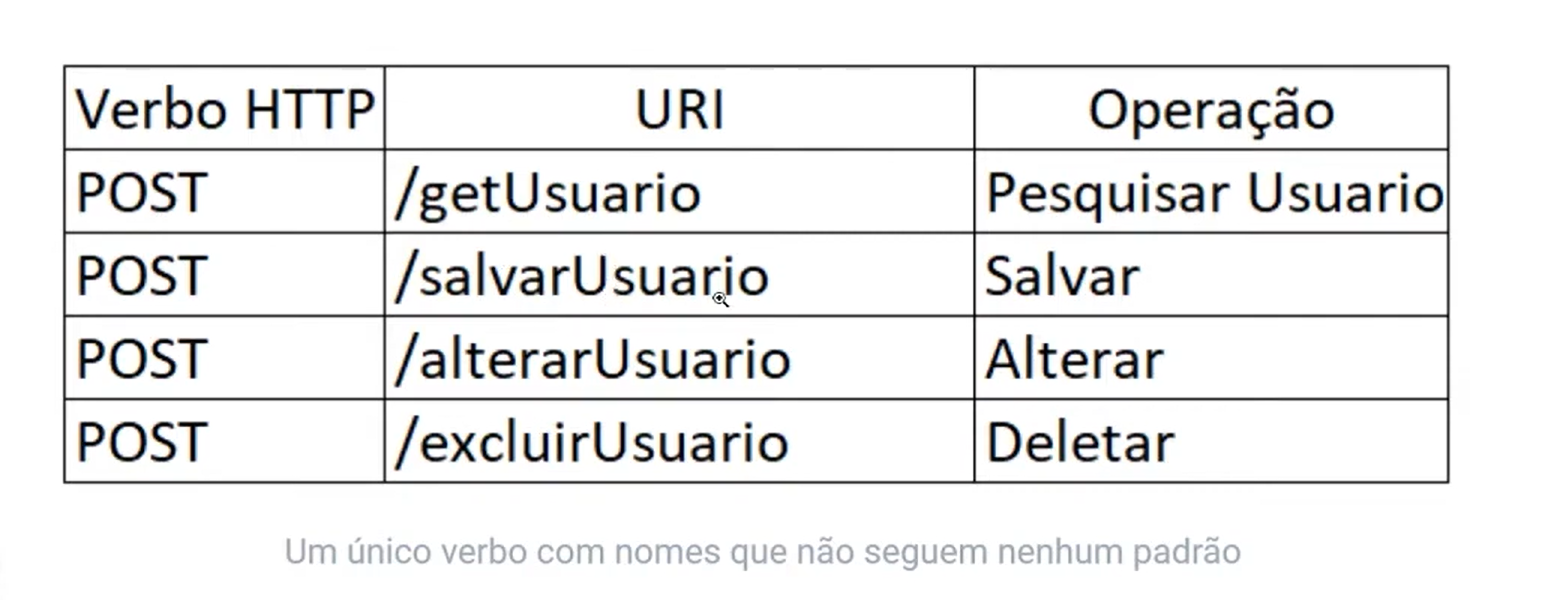 Verbo HTTP URI Operação
POST /getUsuario Pesquisar Usuario
POST /salvarUsuario Salvar
POST /alterarUsuario Alterar
POST /excluirUsuario Deletar
Um único verbo com nomes que não seguem nenhum padrão